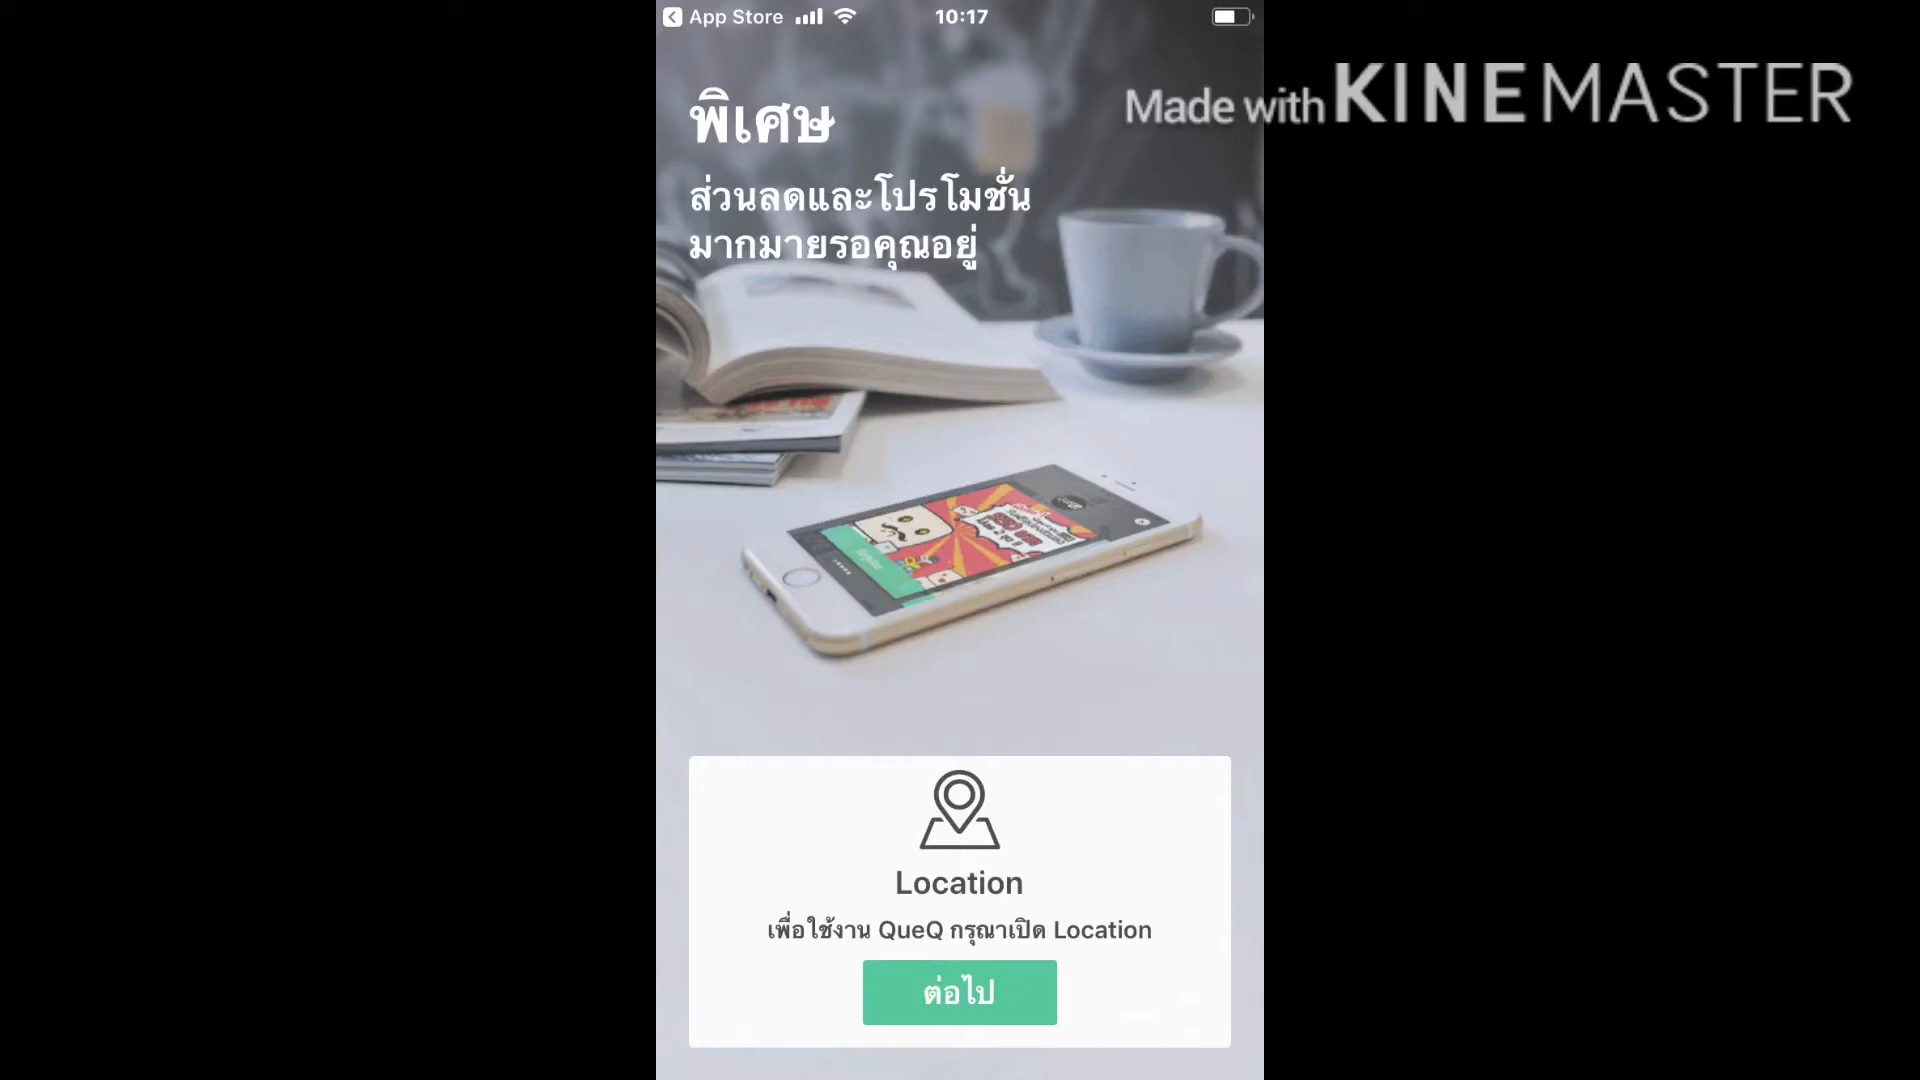 App Store
10:17
Made with KINEMASTER
พิเศษ
ส่วนลดและโปรโมชั่น
มากมายรอคุณอยู่
Location
เพื่อใช้งาน QueQ กรุณาเปิด Location
ต่อไป